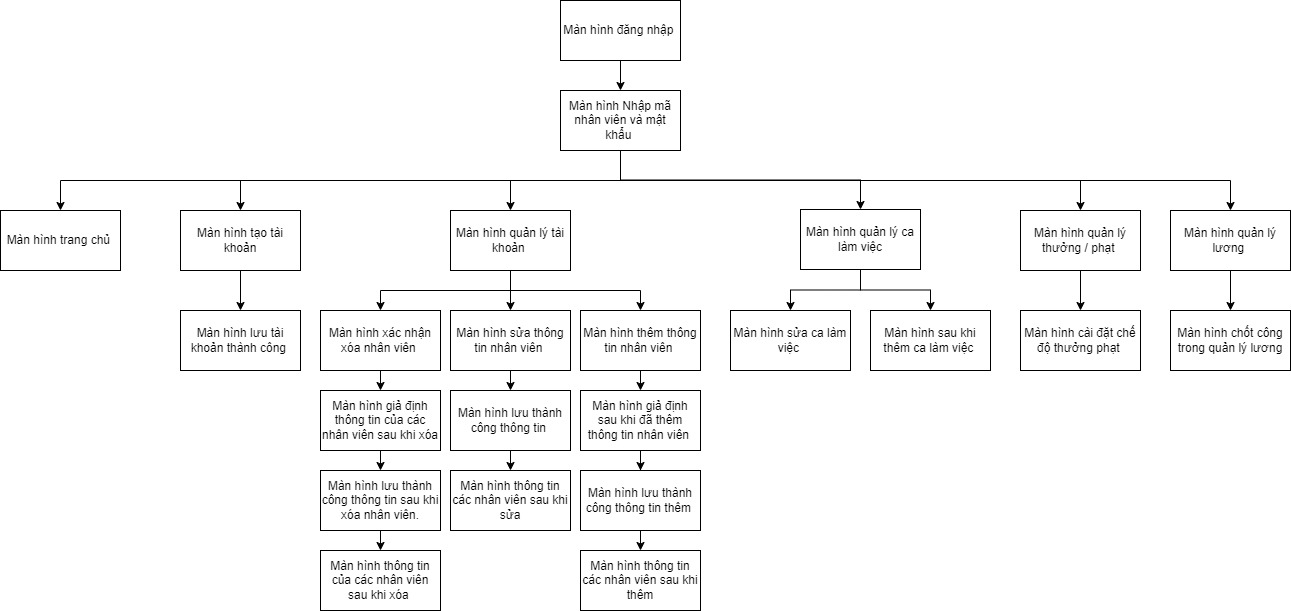 Màn hình đăng nhập
Màn hình Nhập mã
nhân viên và mật
khẩu
Màn hình trang chủ
Màn hình tạo tài
khoản
Màn hình quản lý tài
khoản
Màn hình quản lý ca
làm việc
Màn hình quản lý
thưởng / phạt
Màn hình quản lý
lương
Màn hình lưu tài
khoản thành công
Màn hình xác nhận
xóa nhân viên
Màn hình sửa thông
tin nhân viên
Màn hình thêm thông
tin nhân viên
Màn hình sửa ca làm
việc
Màn hình sau khi
thêm ca làm việc
Màn hình cài đặt chế
độ thưởng phạt
Màn hình chốt công
trong quản lý lương
Màn hình giả định
thông tin của các
nhân viên sau khi xóa
Màn hình lưu thành
công thông tin
Màn hình giả định
sau khi đã thêm
thông tin nhân viên
Màn hình lưu thành
công thông tin sau khi
xóa nhân viên.
Màn hình thông tin
các nhân viên sau khi
sửa
Màn hình lưu thành
công thông tin thêm
Màn hình thông tin
của các nhân viên
sau khi xóa
Màn hình thông tin
các nhân viên sau khi
thêm